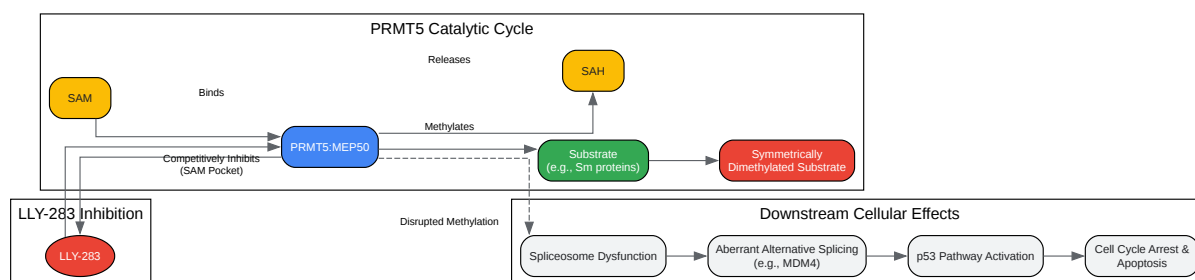 PRMT5 Catalytic Cycle
Releases
SAH
SAM
Binds
Methylates
PRMT5:MEP50
Competitively Inhibits
(SAM Pocket)
Substrate
(e.g., Sm proteins)
Symmetrically
Dimethylated Substrate
LLY-283 Inhibition
LLY-283
Disrupted Methylation
Downstream Cellular Effects
Spliceosome Dysfunction
Aberrant Alternative Splicing
(e.g., MDM4)
p53 Pathway Activation
Cell Cycle Arrest &
Apoptosis